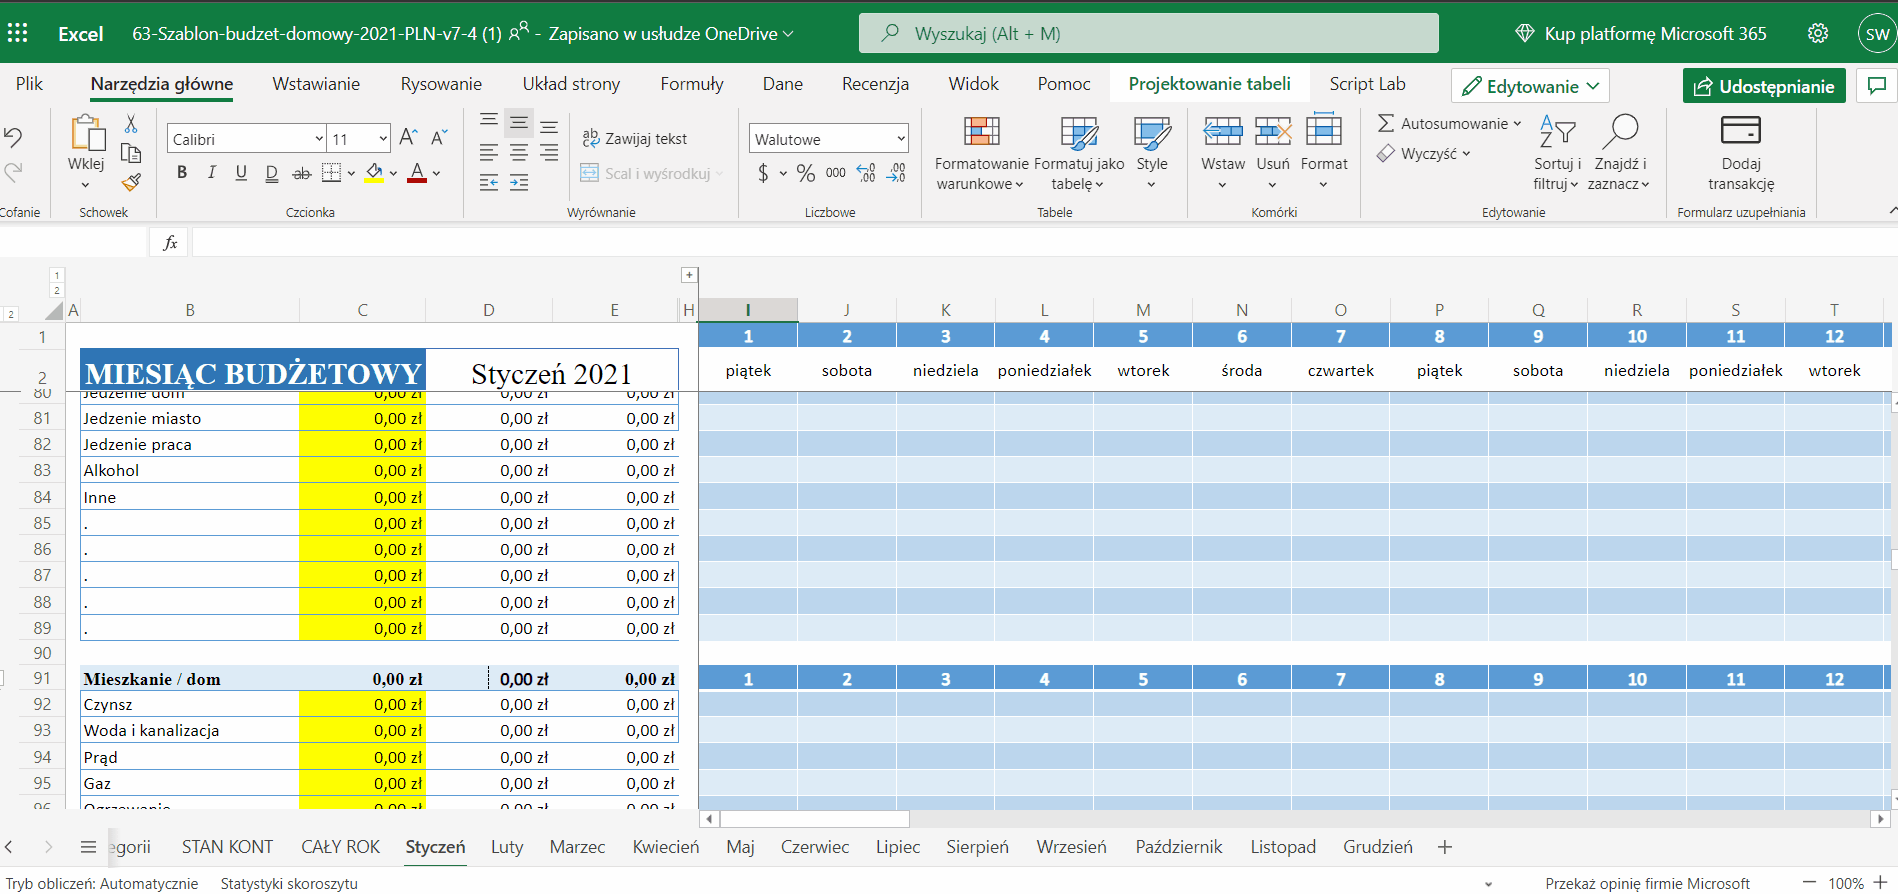 Excel 63-Szablon-budzet-domowy-2021-PLN-v7-4 (1) - Zapisano w usłudze OneDrive Wyszukaj (Alt + M) Kup platformę Microsoft 365 SW
Plik Narzędzia główne Wstawianie Rysowanie Układ strony Formuły Dane Recenzja Widok Pomoc Projektowanie tabeli Script Lab Edytowanie Udostępnianie
Calibri 11 A A Zawijaj tekst Walutowe Autosumowanie
Wklej Formatowanie Formatuj jako Style Wstaw Usuń Format Wyczyść Sortuj i Znajdź i Dodaj
B I U D ab Scal i wyśrodkuj $ % 000 warunkowe tabelę filtruj zaznacz transakcję
Cofanie Schowek Czcionka Wyrównanie Liczbowe Tabele Komórki Edytowanie Formularz uzupełniania
fx
1
2
2 A B C D E H I J K L M N O P Q R S T
1 1 2 3 4 5 6 7 8 9 10 11 12
2 MIESIĄC BUDŻETOWY Styczeń 2021 piątek sobota niedziela poniedziałek wtorek środa czwartek piątek sobota niedziela poniedziałek wtorek
80 Jedzenie dom 0,00 zł 0,00 zł 0,00 zł
81 Jedzenie miasto 0,00 zł 0,00 zł 0,00 zł
82 Jedzenie praca 0,00 zł 0,00 zł 0,00 zł
83 Alkohol 0,00 zł 0,00 zł 0,00 zł
84 Inne 0,00 zł 0,00 zł 0,00 zł
85 . 0,00 zł 0,00 zł 0,00 zł
86 . 0,00 zł 0,00 zł 0,00 zł
87 . 0,00 zł 0,00 zł 0,00 zł
88 . 0,00 zł 0,00 zł 0,00 zł
89 . 0,00 zł 0,00 zł 0,00 zł
90
91 Mieszkanie / dom 0,00 zł 0,00 zł 0,00 zł 1 2 3 4 5 6 7 8 9 10 11 12
92 Czynsz 0,00 zł 0,00 zł 0,00 zł
93 Woda i kanalizacja 0,00 zł 0,00 zł 0,00 zł
94 Prąd 0,00 zł 0,00 zł 0,00 zł
95 Gaz 0,00 zł 0,00 zł 0,00 zł
96 Ogrzewanie 0,00 zł 0,00 zł 0,00 zł
egorii STAN KONT CAŁY ROK Styczeń Luty Marzec Kwiecień Maj Czerwiec Lipiec Sierpień Wrzesień Październik Listopad Grudzień
Tryb obliczeń: Automatycznie Statystyki skoroszytu Przekaż opinię firmie Microsoft 100%